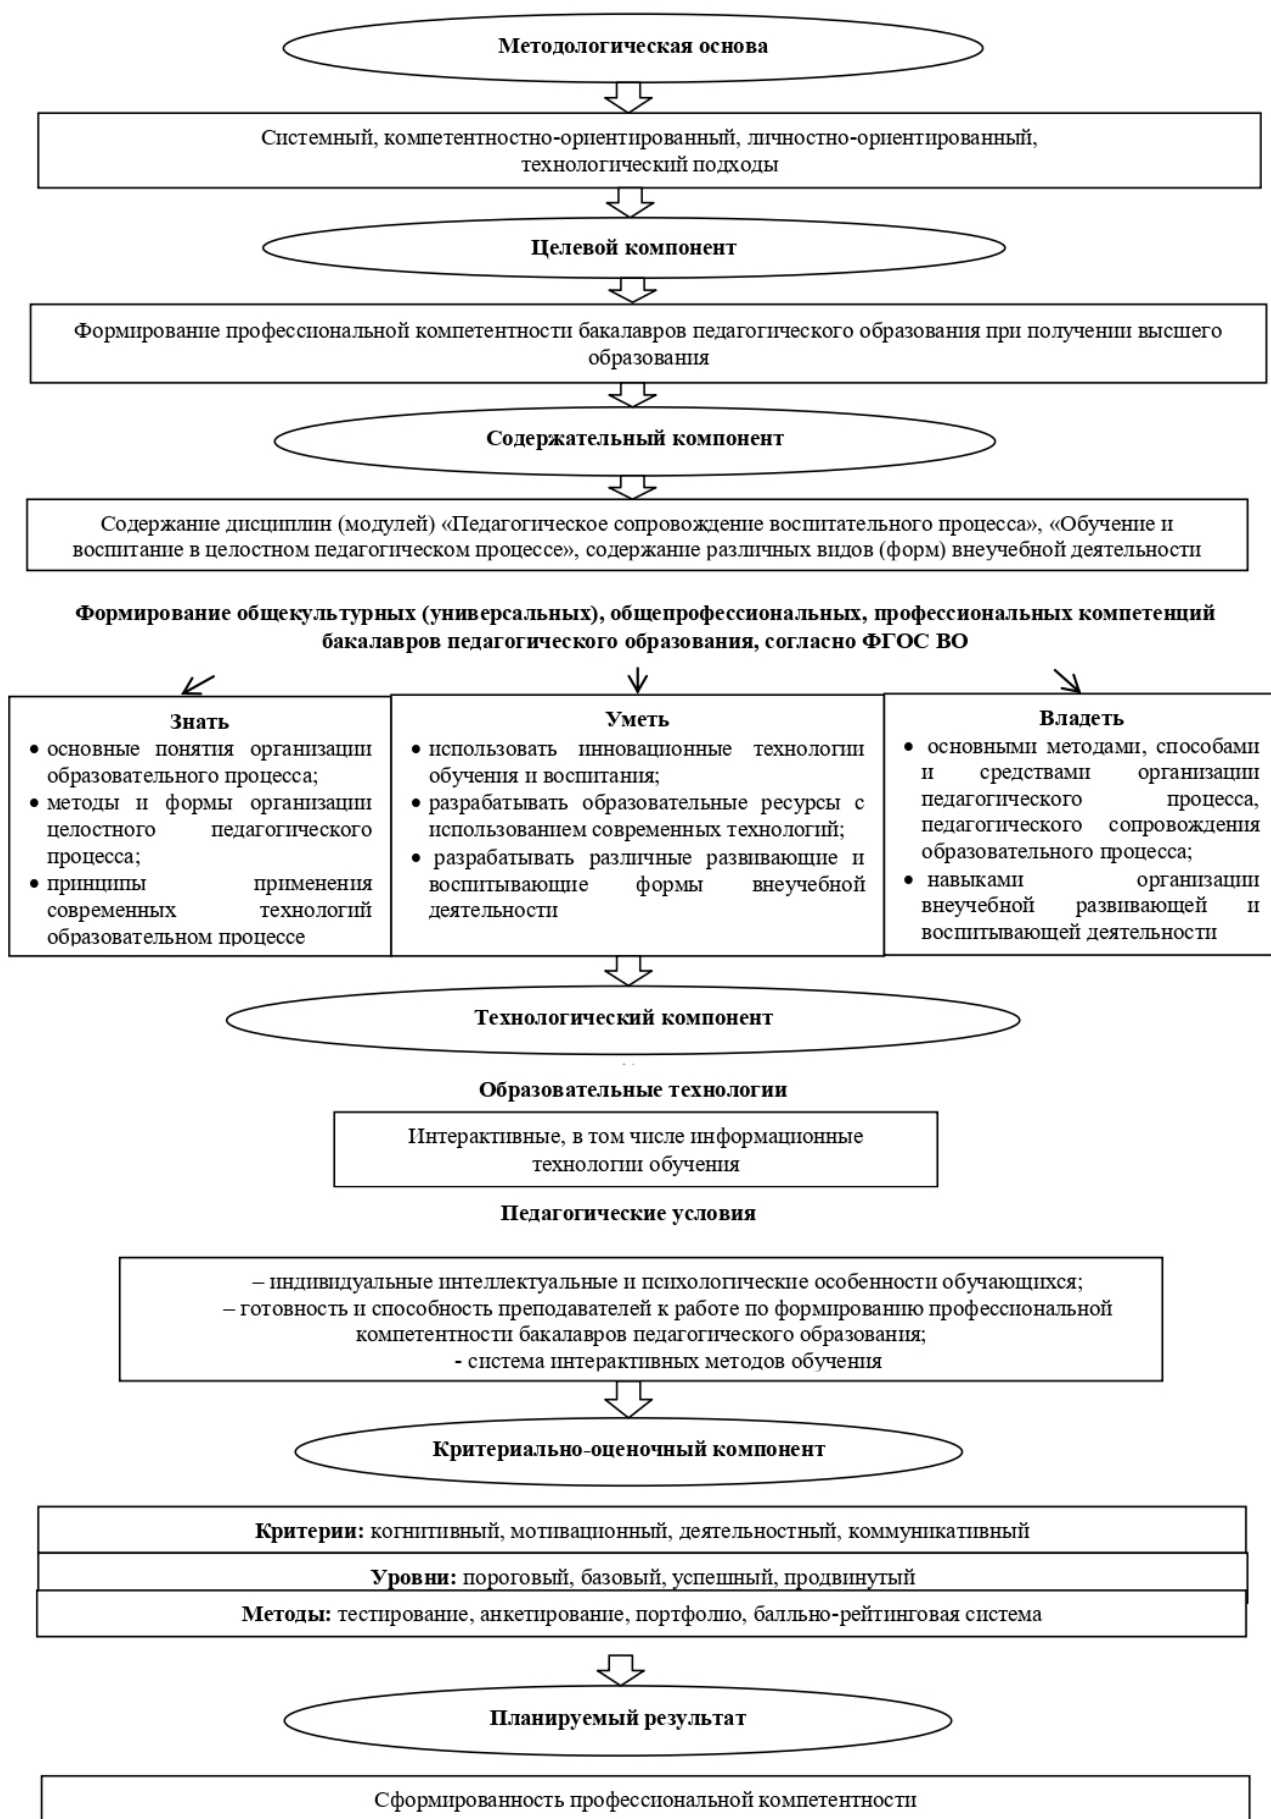 Методологическая основа
Системный, компетентностно-ориентированный, личностно-ориентированный,
технологический подходы
Целевой компонент
Формирование профессиональной компетентности бакалавров педагогического образования при получении высшего
образования
Содержательный компонент
Содержание дисциплин (модулей) «Педагогическое сопровождение воспитательного процесса», «Обучение и
воспитание в целостном педагогическом процессе», содержание различных видов (форм) внеучебной деятельности
Формирование общекультурных (универсальных), общепрофессиональных, профессиональных компетенций
бакалавров педагогического образования, согласно ФГОС ВО
Знать
• основные понятия организации
образовательного процесса;
• методы и формы организации
целостного педагогического
процесса;
• принципы применения
современных технологий
образовательном процессе
Уметь
• использовать инновационные технологии
обучения и воспитания;
• разрабатывать образовательные ресурсы с
использованием современных технологий;
• разрабатывать различные развивающие и
воспитывающие формы внеучебной
деятельности
Владеть
• основными методами, способами
и средствами организации
педагогического процесса,
педагогического сопровождения
образовательного процесса;
• навыками организации
внеучебной развивающей и
воспитывающей деятельности
Технологический компонент
Образовательные технологии
Интерактивные, в том числе информационные
технологии обучения
Педагогические условия
– индивидуальные интеллектуальные и психологические особенности обучающихся;
– готовность и способность преподавателей к работе по формированию профессиональной
компетентности бакалавров педагогического образования;
- система интерактивных методов обучения
Критериально-оценочный компонент
Критерии: когнитивный, мотивационный, деятельностный, коммуникативный
Уровни: пороговый, базовый, успешный, продвинутый
Методы: тестирование, анкетирование, портфолио, балльно-рейтинговая система
Планируемый результат
Сформированность профессиональной компетентности